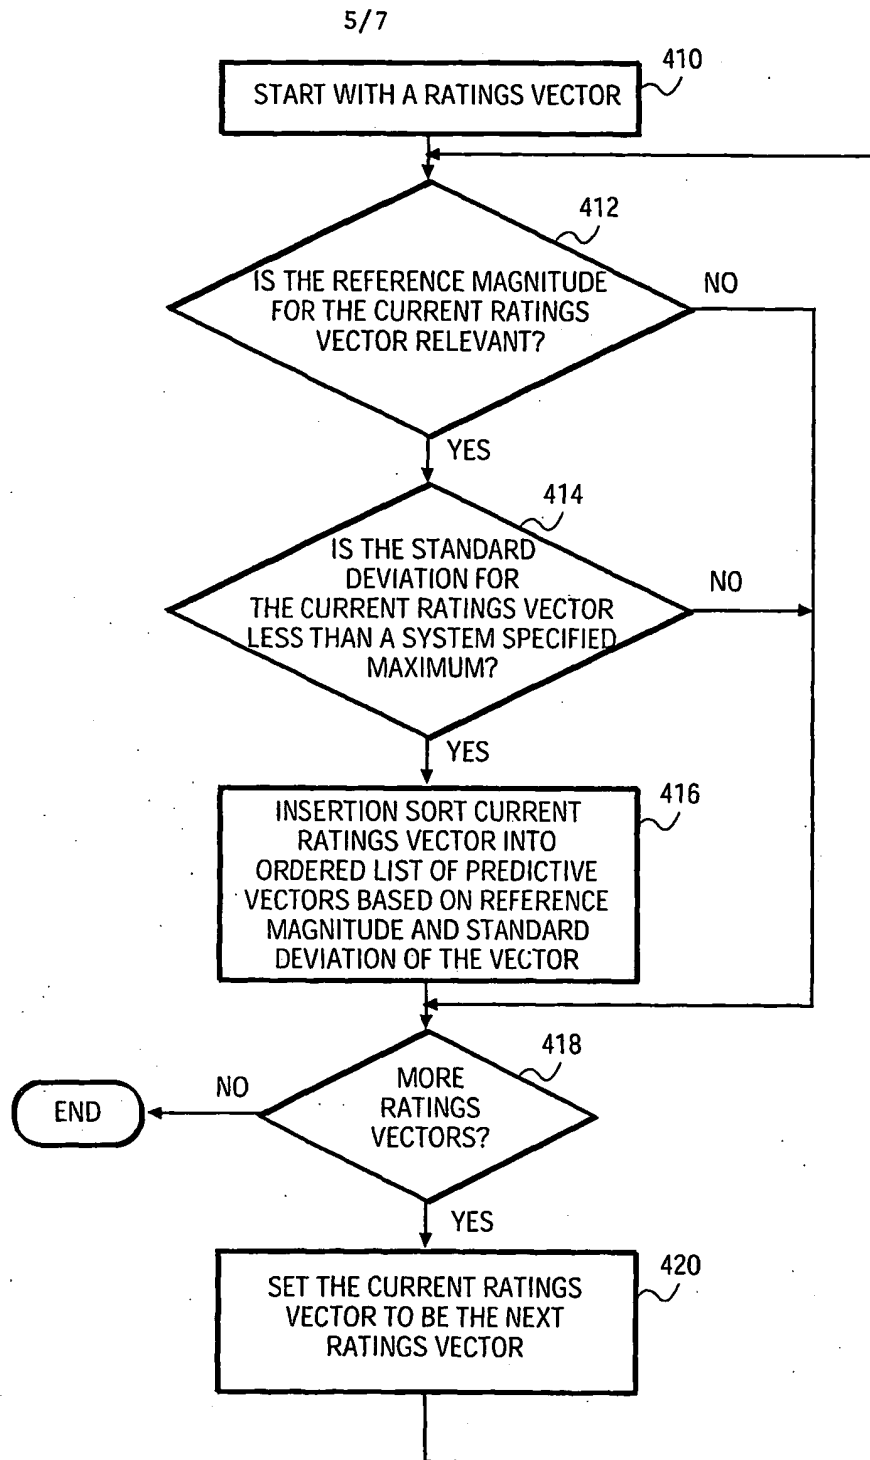 5/7
410
START WITH A RATINGS VECTOR
412
IS THE REFERENCE MAGNITUDE
FOR THE CURRENT RATINGS
VECTOR RELEVANT?
NO
YES
414
IS THE STANDARD
DEVIATION FOR
THE CURRENT RATINGS VECTOR
LESS THAN A SYSTEM SPECIFIED
MAXIMUM?
NO
YES
416
INSERTION SORT CURRENT
RATINGS VECTOR INTO
ORDERED LIST OF PREDICTIVE
VECTORS BASED ON REFERENCE
MAGNITUDE AND STANDARD
DEVIATION OF THE VECTOR
418
MORE
RATINGS
VECTORS?
NO
END
YES
420
SET THE CURRENT RATINGS
VECTOR TO BE THE NEXT
RATINGS VECTOR